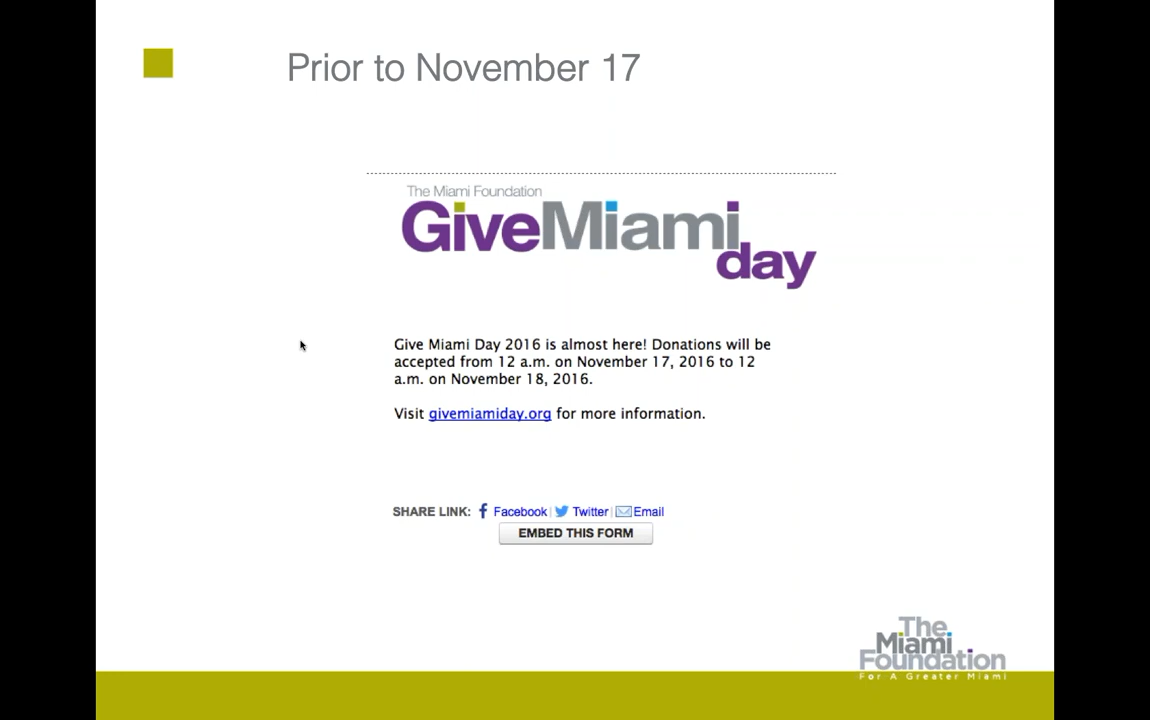 Prior to November 17
The Miami Foundation
GiveMiami
day
Give Miami Day 2016 is almost here! Donations will be
accepted from 12 a.m. on November 17, 2016 to 12
a.m. on November 18, 2016.
Visit givemiamiday.org for more information.
SHARE LINK: Facebook | Twitter | Email
EMBED THIS FORM
The
Miami
Foundation
For A Greater Miami